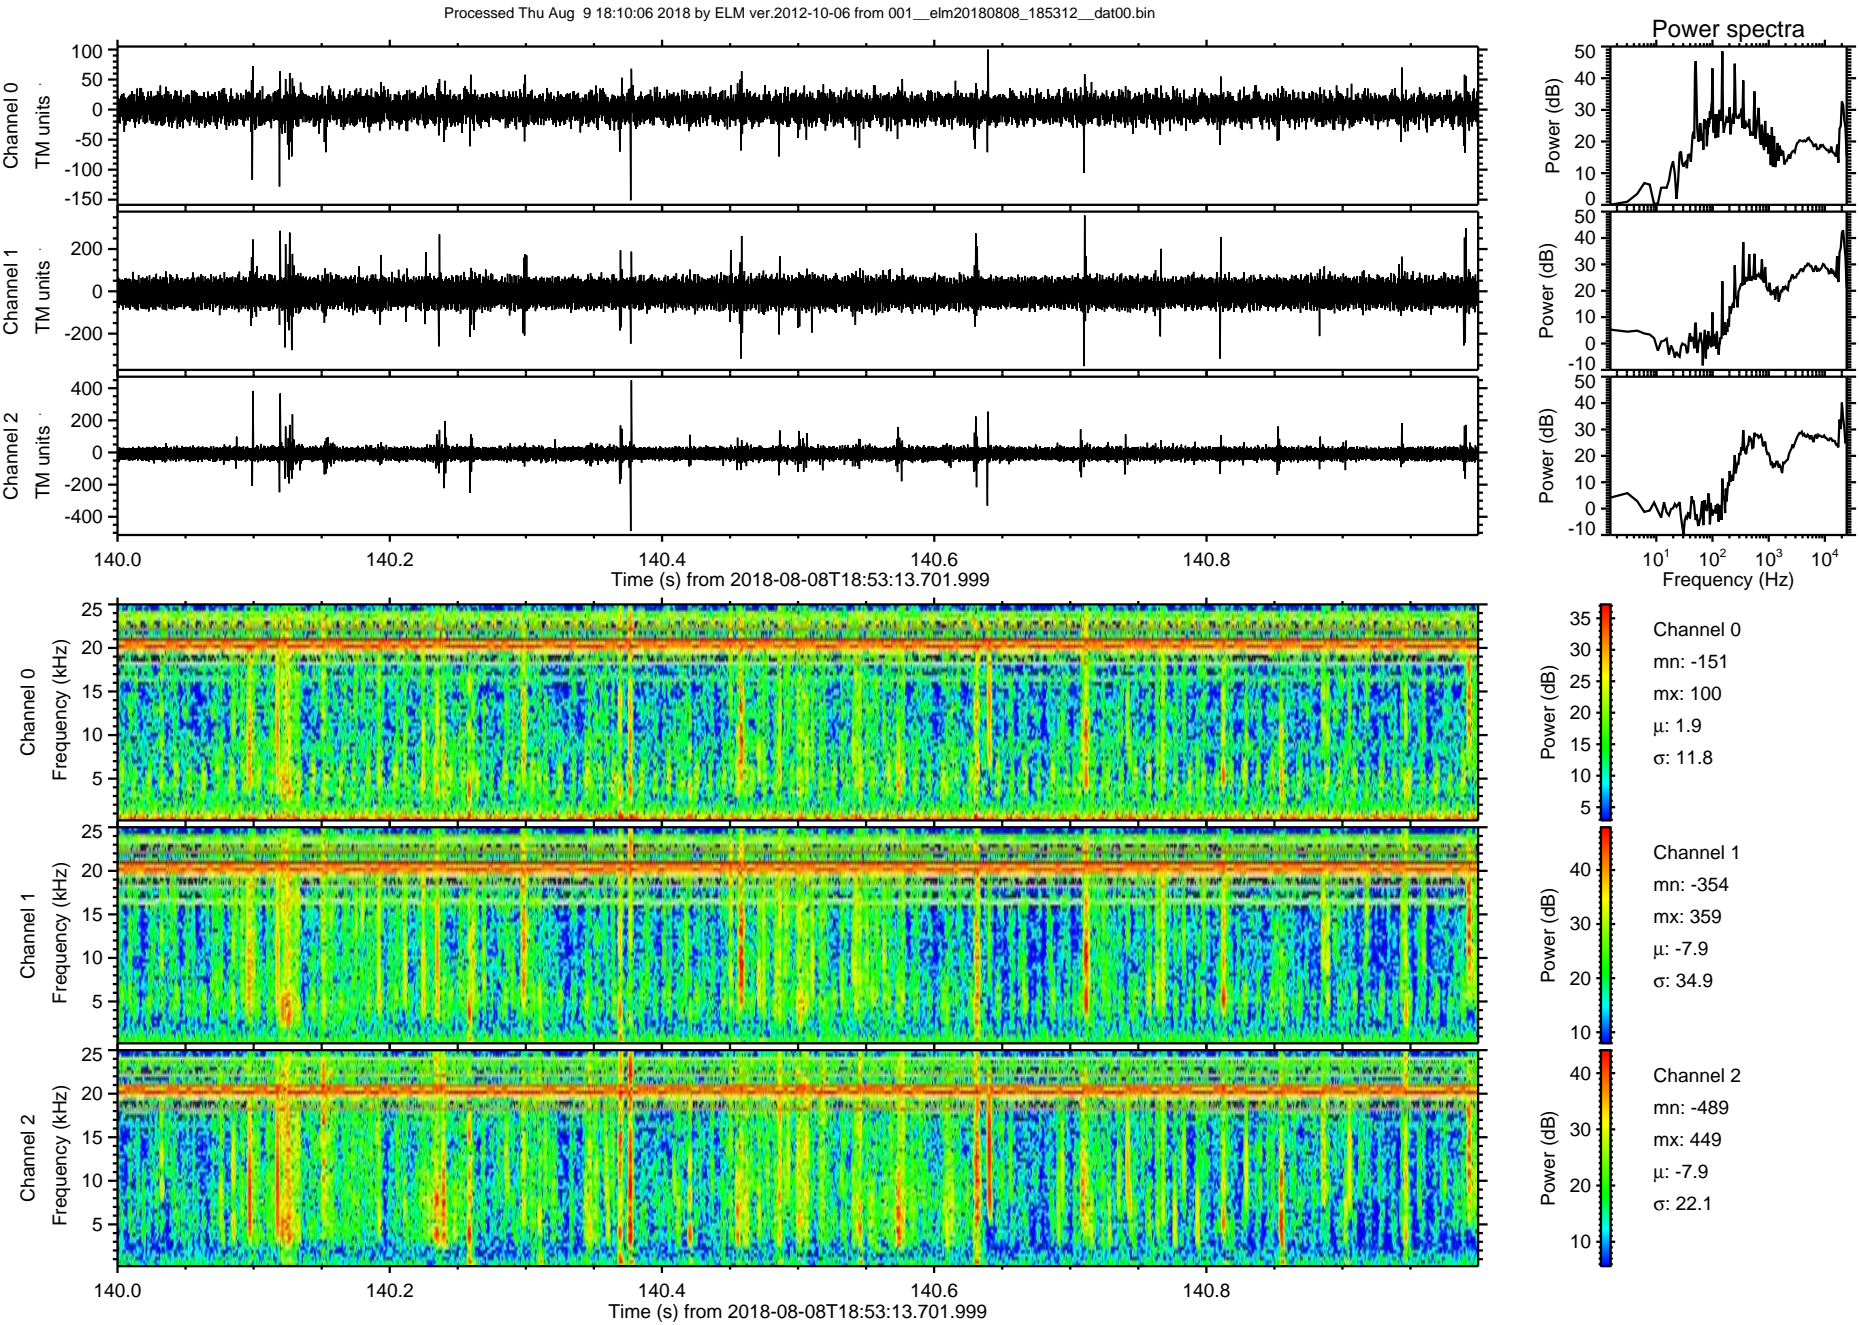 Processed Thu Aug  9 18:10:06 2018 by ELM ver.2012-10-06 from 001__elm20180808_185312__dat00.bin
Power spectra
Channel 0
TM units
100
50
0
-50
-100
-150
Power (dB)
50
40
30
20
10
0
Channel 1
TM units
200
0
-200
Power (dB)
50
40
30
20
10
0
-10
Channel 2
TM units
400
200
0
-200
-400
Power (dB)
50
40
30
20
10
0
-10
140.0 140.2 140.4 140.6 140.8
Time (s) from 2018-08-08T18:53:13.701.999
10¹ 10² 10³ 10⁴
Frequency (Hz)
Channel 0
Frequency (kHz)
25
20
15
10
5
Power (dB)
35
30
25
20
15
10
5
Channel 0
mn: -151
mx: 100
μ: 1.9
σ: 11.8
Channel 1
Frequency (kHz)
25
20
15
10
5
Power (dB)
40
30
20
10
Channel 1
mn: -354
mx: 359
μ: -7.9
σ: 34.9
Channel 2
Frequency (kHz)
25
20
15
10
5
Power (dB)
40
30
20
10
Channel 2
mn: -489
mx: 449
μ: -7.9
σ: 22.1
140.0 140.2 140.4 140.6 140.8
Time (s) from 2018-08-08T18:53:13.701.999